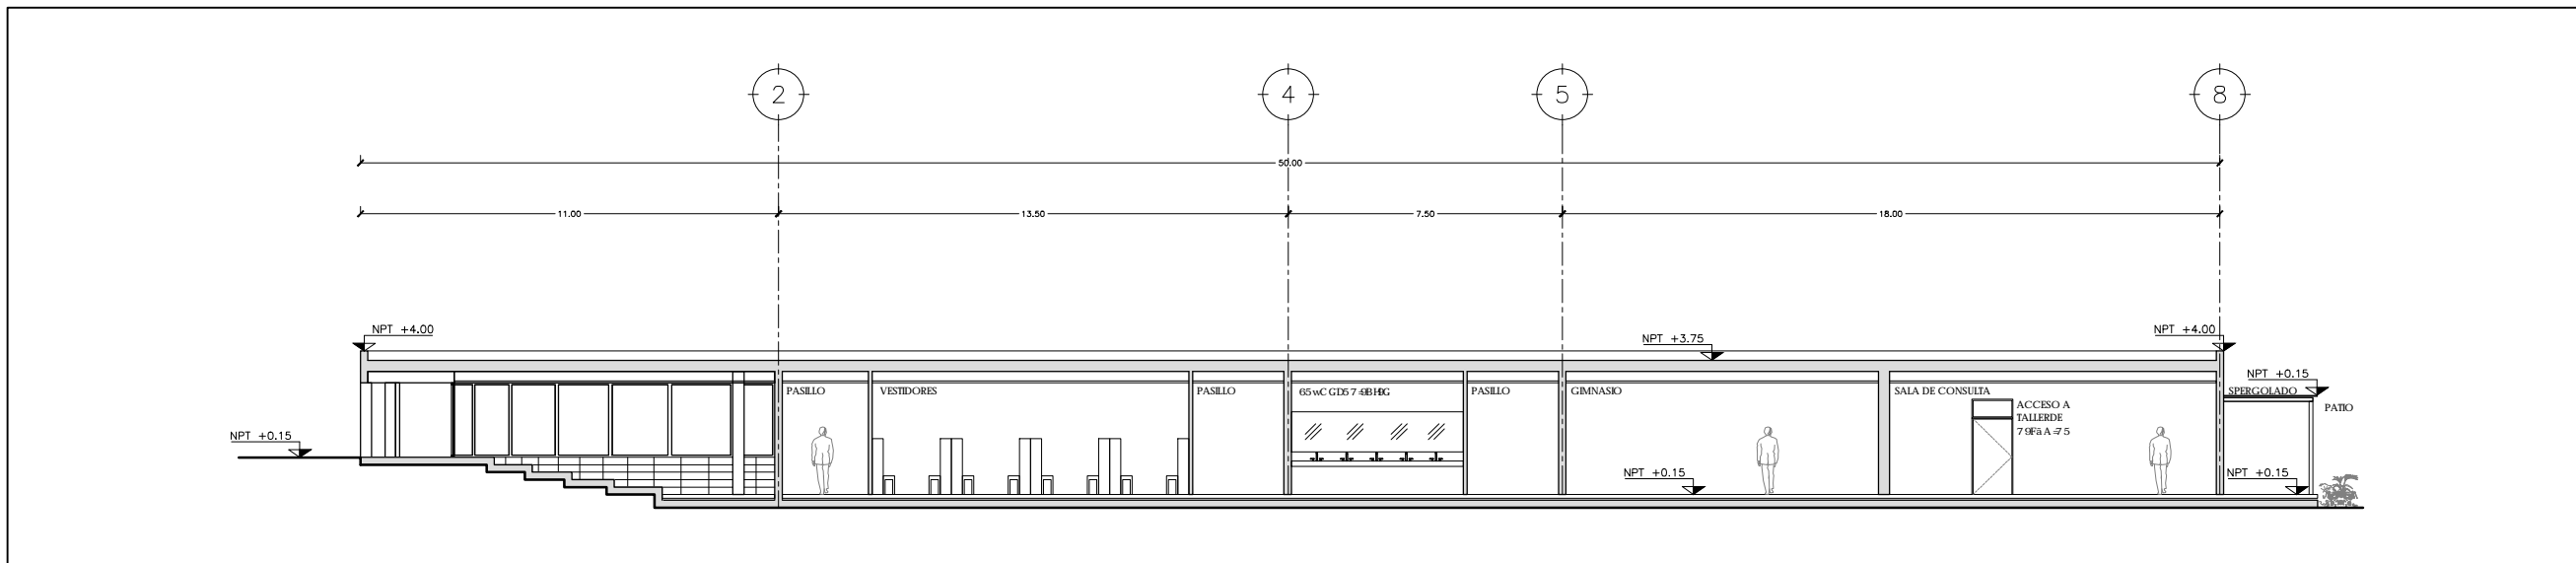 2
4
5
8
50.00
11.00
13.50
7.50
18.00
NPT +4.00
NPT +3.75
NPT +4.00
NPT +0.15
NPT +0.15
PASILLO
VESTIDORES
PASILLO
PASILLO
GIMNASIO
SALA DE CONSULTA
SPERGOLADO
ACCESO A
TALLERDE
PATIO
NPT +0.15
NPT +0.15